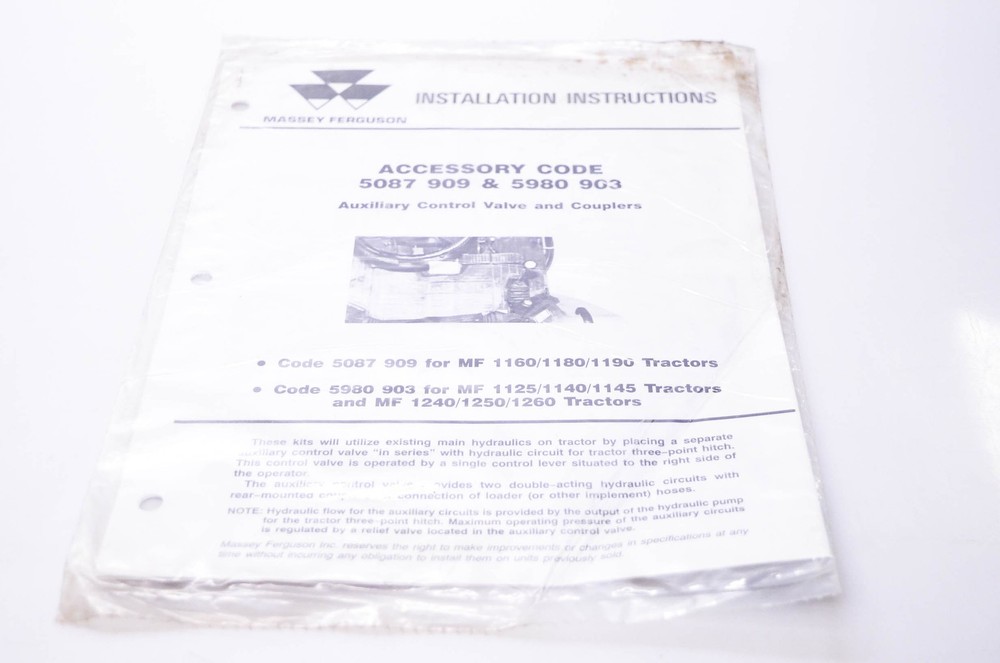 INSTALLATION INSTRUCTIONS
MASSEY FERGUSON
ACCESSORY CODE
5087 909 & 5980 903
Auxiliary Control Valve and Couplers
• Code 5087 909 for MF 1160/1180/1190 Tractors
• Code 5980 903 for MF 1125/1140/1145 Tractors
and MF 1240/1250/1260 Tractors
These kits will utilize existing main hydraulics on tractor by placing a separate
auxiliary control valve "in series" with hydraulic circuit for tractor three-point hitch.
This control valve is operated by a single control lever situated to the right side of
the operator.
The auxiliary control valve provides two double-acting hydraulic circuits with
rear-mounted connection of loader (or other implement) hoses.
NOTE: Hydraulic flow for the auxiliary circuits is provided by the output of the hydraulic pump
for the tractor three-point hitch. Maximum operating pressure of the auxiliary circuits
is regulated by a relief valve located in the auxiliary control valve.
Massey Ferguson Inc. reserves the right to make improvements or changes in specifications at any
time without incurring any obligation to install them on units previously sold.